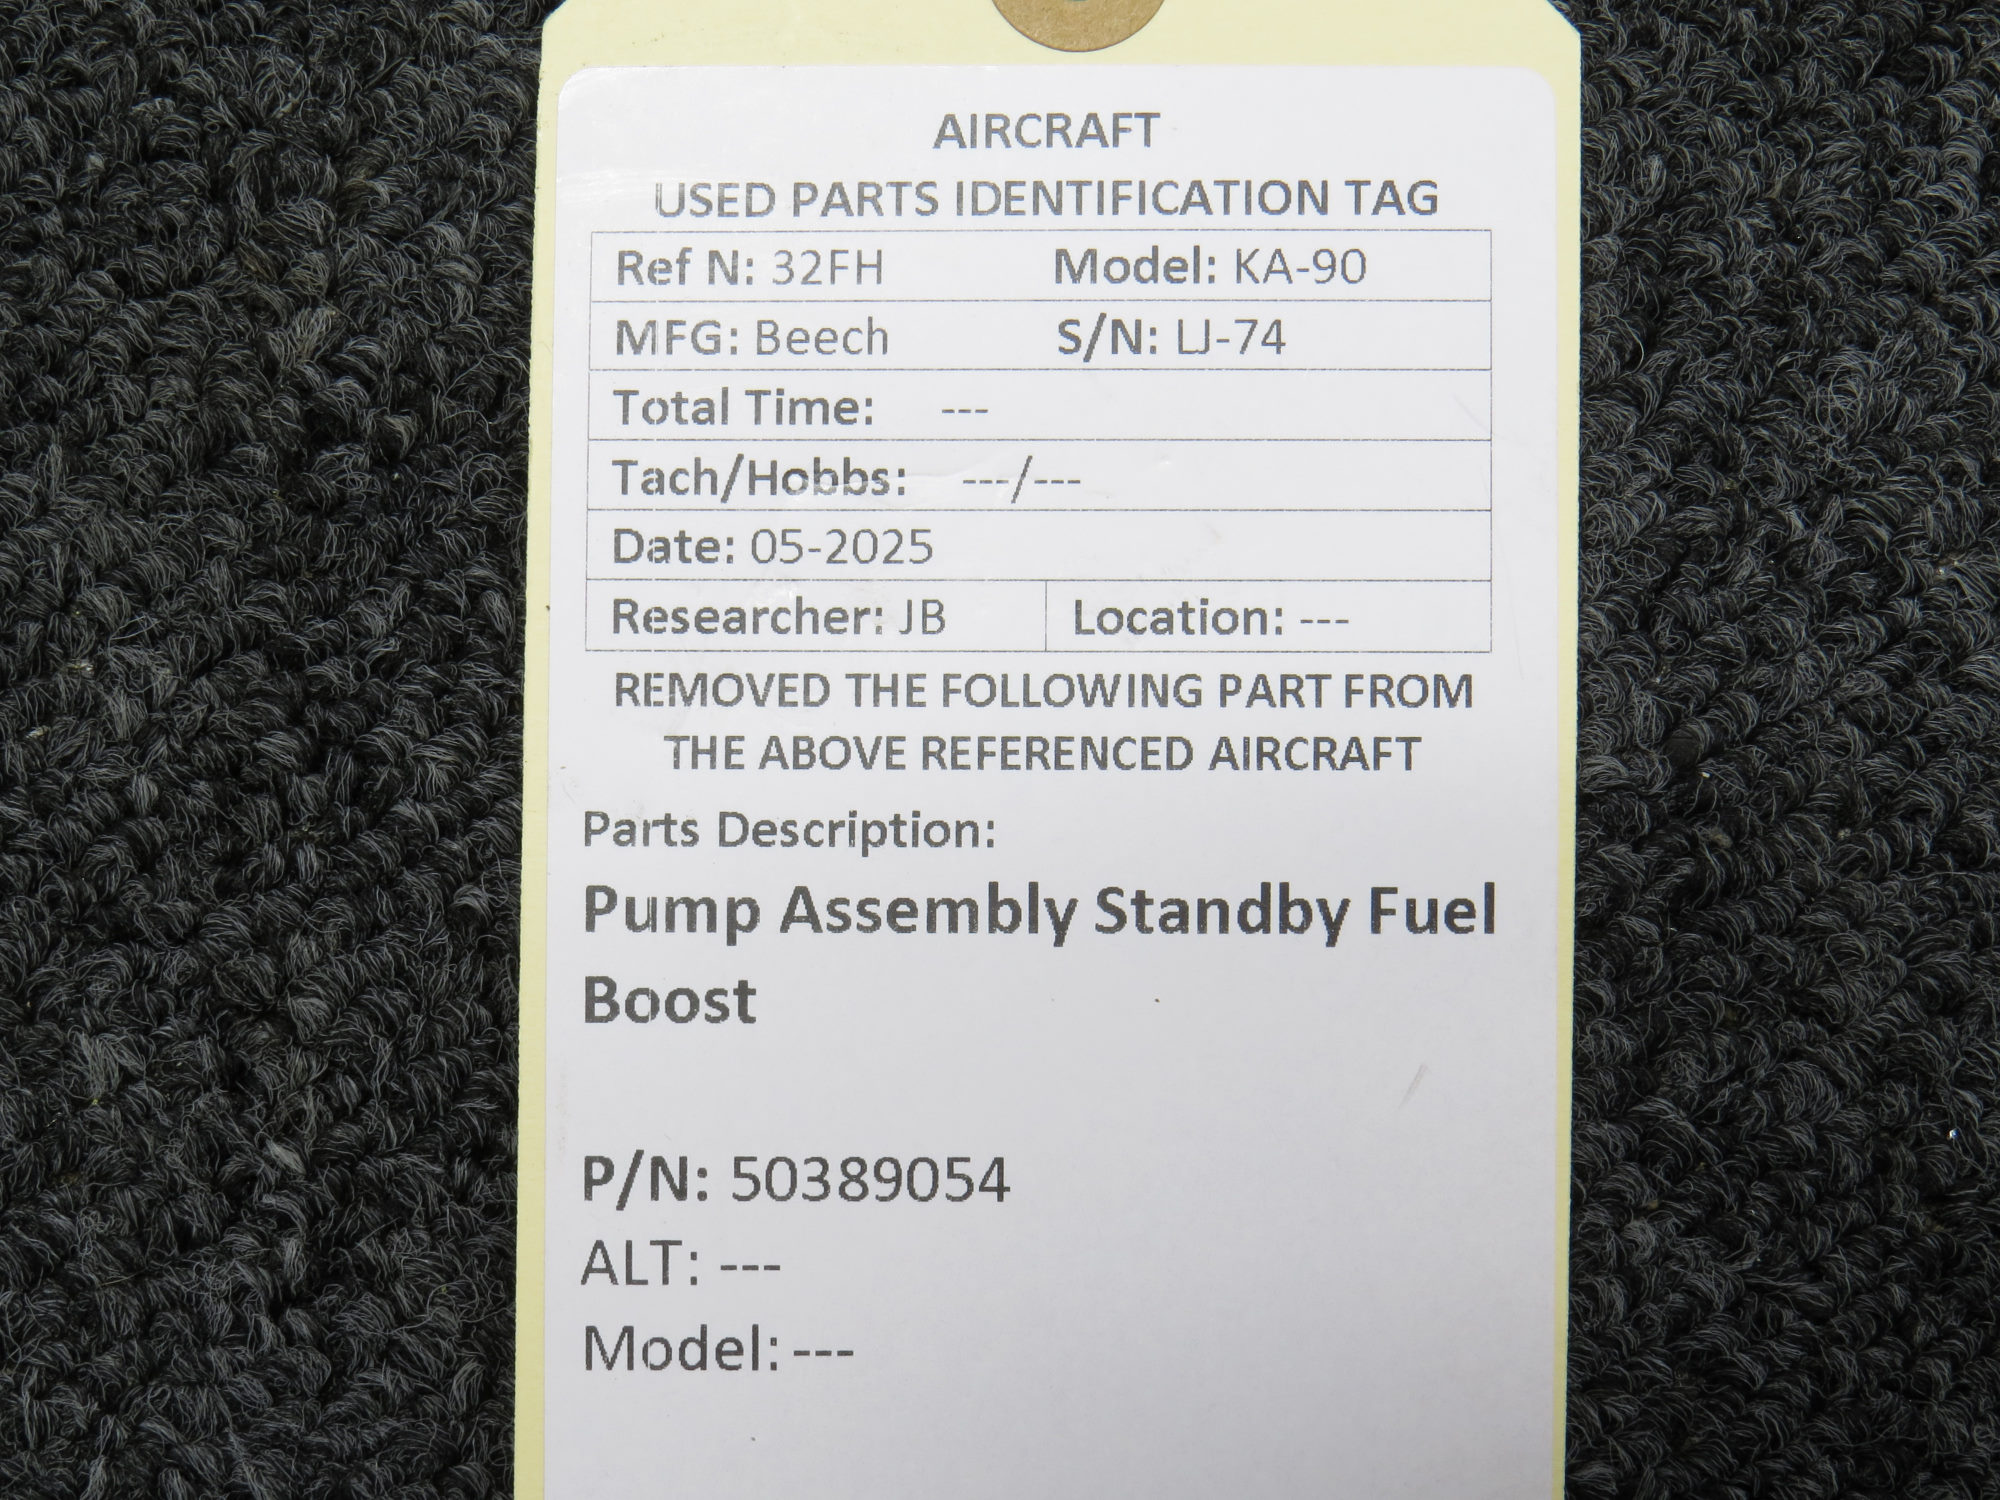 AIRCRAFT
USED PARTS IDENTIFICATION TAG
Ref N: 32FH Model: KA-90
MFG: Beech S/N: LJ-74
Total Time: ---
Tach/Hobbs: ---/---
Date: 05-2025
Researcher: JB Location: ---
REMOVED THE FOLLOWING PART FROM
THE ABOVE REFERENCED AIRCRAFT
Parts Description:
Pump Assembly Standby Fuel
Boost
P/N: 50389054
ALT: ---
Model: ---